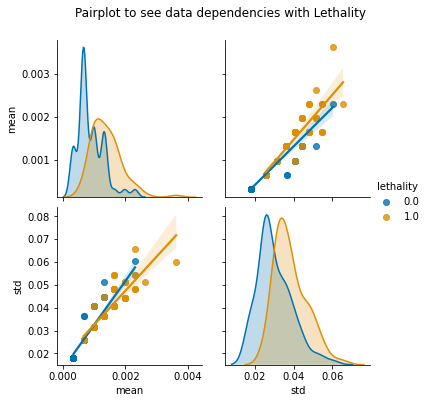 Pairplot to see data dependencies with Lethality
0.003
0.002
0.001
mean
lethality
0.0
1.0
0.08
0.07
0.06
0.05
0.04
0.03
0.02
std
0.000 0.002 0.004
0.02 0.04 0.06
mean
std